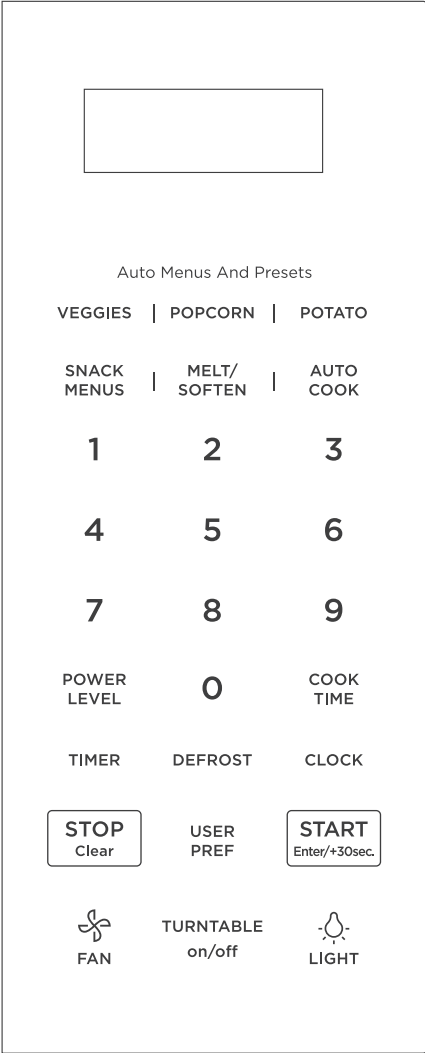 Auto Menus And Presets
VEGGIES | POPCORN | POTATO
SNACK MENUS | MELT/ SOFTEN | AUTO COOK
1 2 3
4 5 6
7 8 9
POWER LEVEL 0 COOK TIME
TIMER DEFROST CLOCK
STOP Clear USER PREF START Enter/+30sec.
FAN TURNTABLE on/off LIGHT